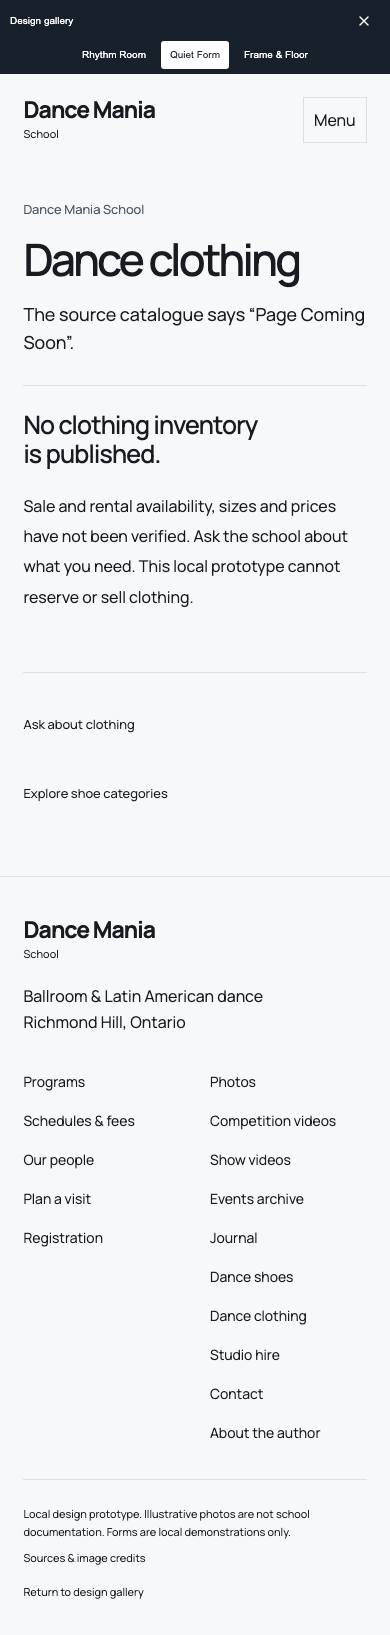 Design gallery
Rhythm Room Quiet Form Frame & Floor
Dance Mania
School
Menu
Dance Mania School
Dance clothing
The source catalogue says “Page Coming
Soon”.
No clothing inventory
is published.
Sale and rental availability, sizes and prices
have not been verified. Ask the school about
what you need. This local prototype cannot
reserve or sell clothing.
Ask about clothing
Explore shoe categories
Dance Mania
School
Ballroom & Latin American dance
Richmond Hill, Ontario
Programs
Schedules & fees
Our people
Plan a visit
Registration
Photos
Competition videos
Show videos
Events archive
Journal
Dance shoes
Dance clothing
Studio hire
Contact
About the author
Local design prototype. Illustrative photos are not school
documentation. Forms are local demonstrations only.
Sources & image credits
Return to design gallery